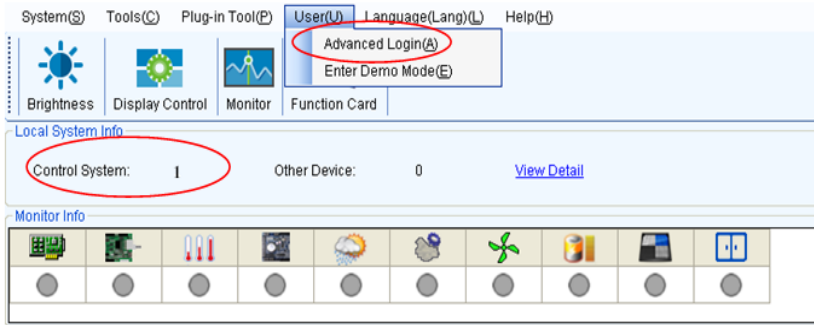 System(S) Tools(C) Plug-in Tool(P) User(U) Language(Lang)(L) Help(H)
Advanced Login(A)
Enter Demo Mode(E)
Brightness Display Control Monitor Function Card
Local System Info
Control System: 1 Other Device: 0 View Detail
Monitor Info